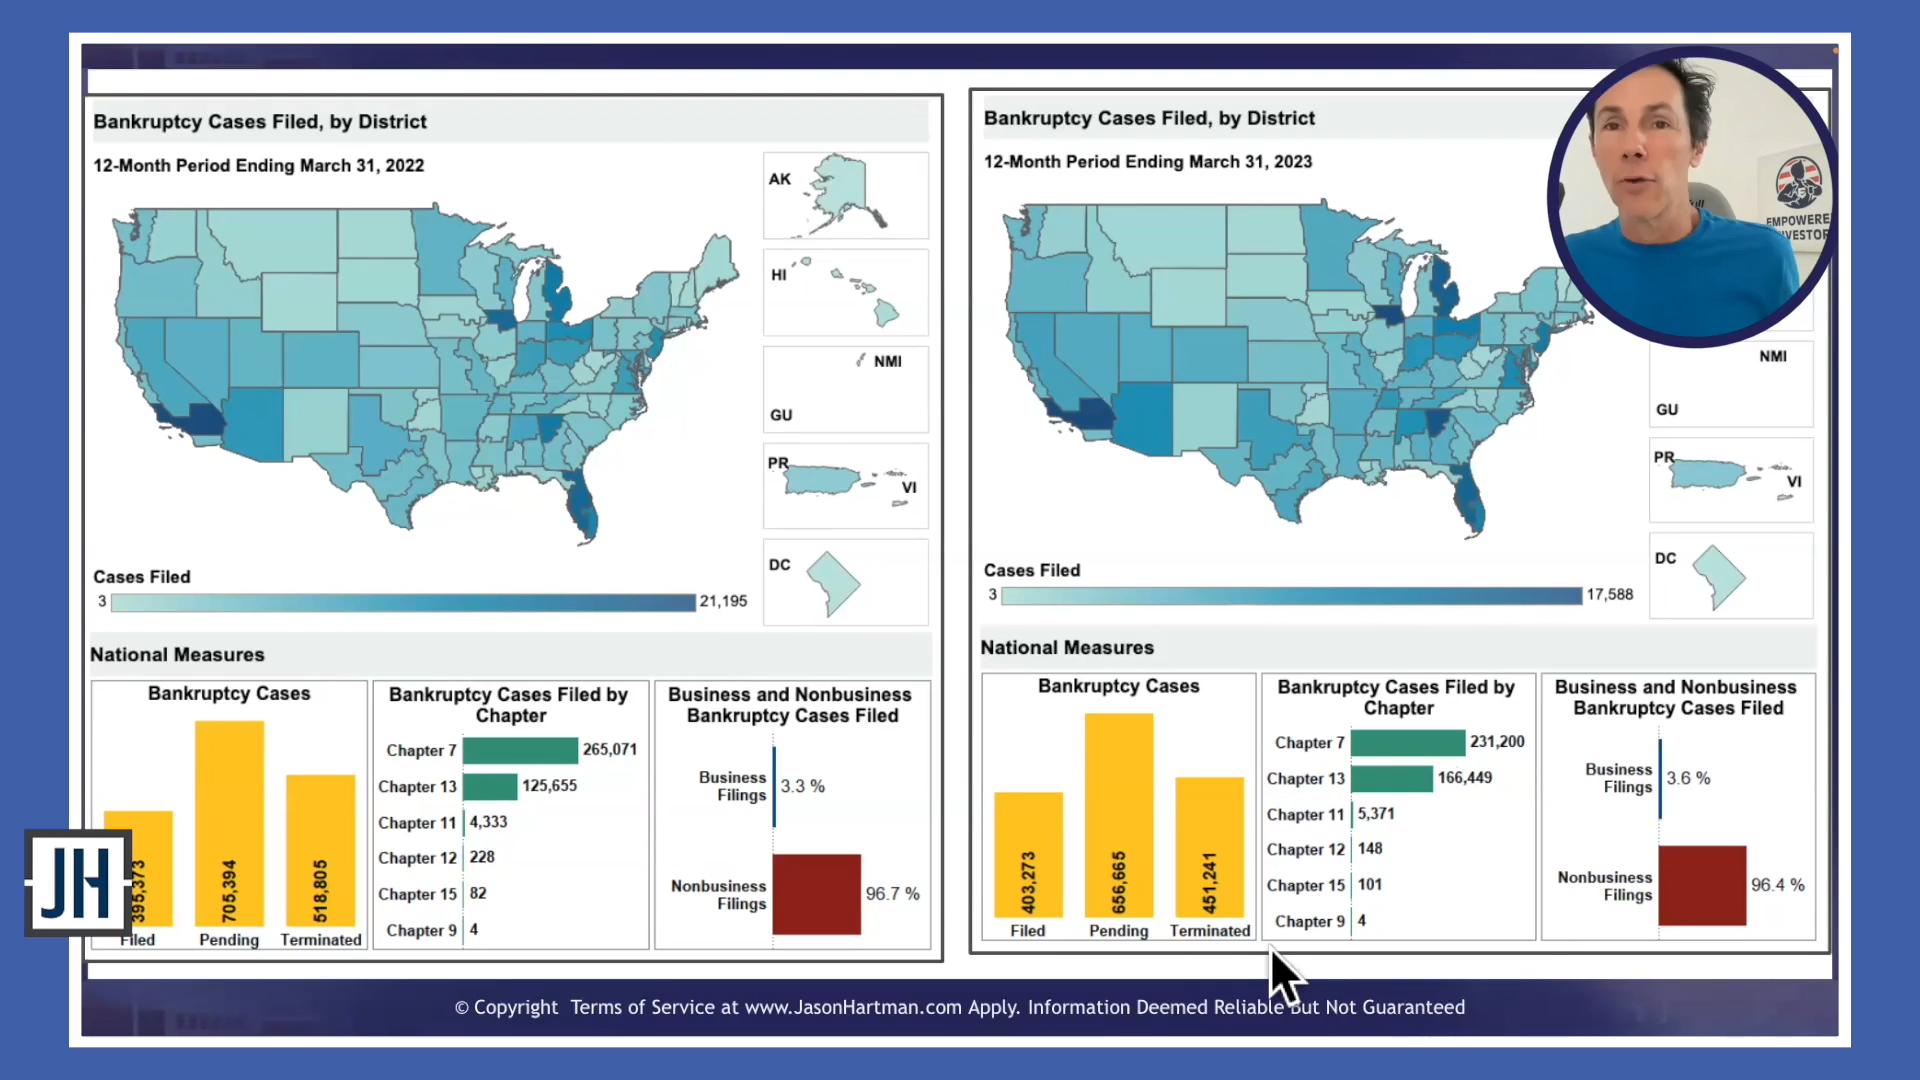 Bankruptcy Cases Filed, by District
12-Month Period Ending March 31, 2022
AK
HI
NMI
GU
PR
VI
DC
Cases Filed
3
21,195
National Measures
Bankruptcy Cases
395,373
705,394
518,805
Filed
Pending
Terminated
Bankruptcy Cases Filed by
Chapter
Chapter 7 265,071
Chapter 13 125,655
Chapter 11 4,333
Chapter 12 228
Chapter 15 82
Chapter 9 4
Business and Nonbusiness
Bankruptcy Cases Filed
Business
Filings
3.3 %
Nonbusiness
Filings
96.7 %
Bankruptcy Cases Filed, by District
12-Month Period Ending March 31, 2023
NMI
GU
PR
VI
DC
Cases Filed
3
17,588
National Measures
Bankruptcy Cases
403,273
656,665
451,241
Filed
Pending
Terminated
Bankruptcy Cases Filed by
Chapter
Chapter 7 231,200
Chapter 13 166,449
Chapter 11 5,371
Chapter 12 148
Chapter 15 101
Chapter 9 4
Business and Nonbusiness
Bankruptcy Cases Filed
Business
Filings
3.6 %
Nonbusiness
Filings
96.4 %
EMPOWERE
NVESTOR
JH
© Copyright Terms of Service at www.JasonHartman.com Apply. Information Deemed Reliable But Not Guaranteed